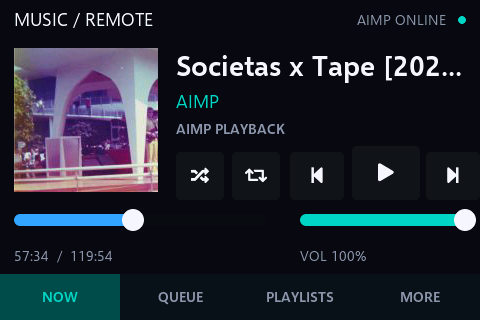 MUSIC / REMOTE
AIMP ONLINE
Societas x Tape [202...
AIMP
AIMP PLAYBACK
57:34 / 119:54
VOL 100%
NOW
QUEUE
PLAYLISTS
MORE